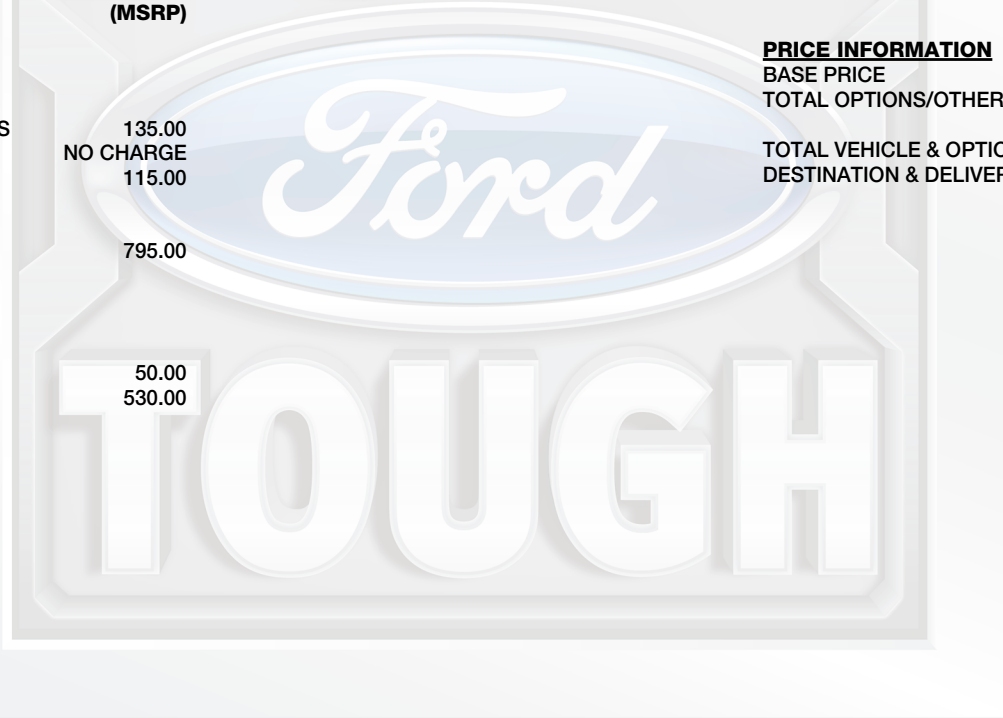 (MSRP)
S 135.00
NO CHARGE
115.00
795.00
50.00
530.00
PRICE INFORMATION
BASE PRICE
TOTAL OPTIONS/OTHER
TOTAL VEHICLE & OPTIO
DESTINATION & DELIVER
Ford
TOUGH